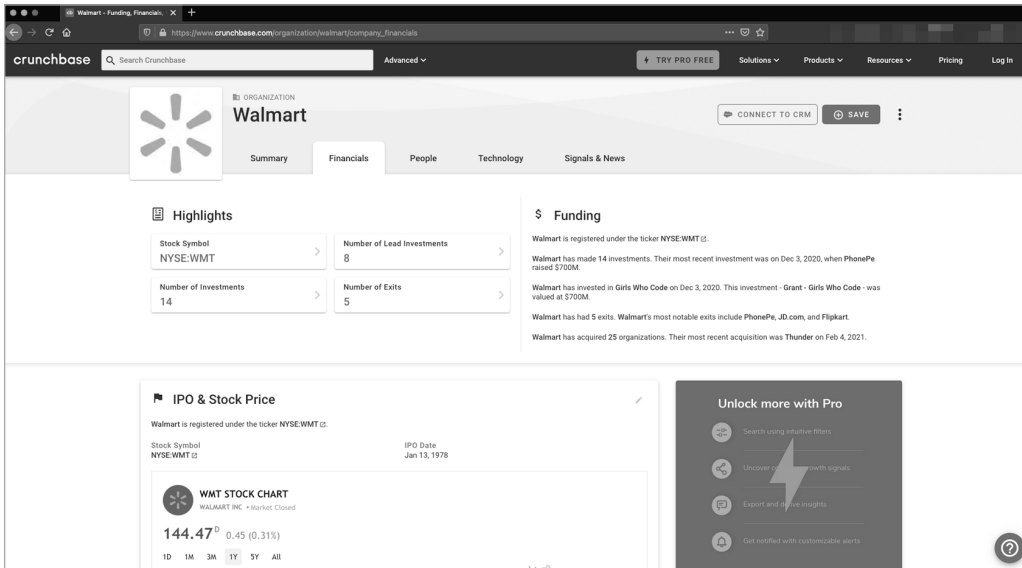 cb Walmart - Funding, Financials,
https://www.crunchbase.com/organization/walmart/company_financials
crunchbase
Search Crunchbase
Advanced
TRY PRO FREE
Solutions
Products
Resources
Pricing
Log In
ORGANIZATION
Walmart
CONNECT TO CRM
SAVE
Summary
Financials
People
Technology
Signals & News
Highlights
Stock Symbol
NYSE:WMT
Number of Lead Investments
8
Number of Investments
14
Number of Exits
5
$ Funding
Walmart is registered under the ticker NYSE:WMT.
Walmart has made 14 investments. Their most recent investment was on Dec 3, 2020, when PhonePe
raised $700M.
Walmart has invested in Girls Who Code on Dec 3, 2020. This investment - Grant - Girls Who Code - was
valued at $700M.
Walmart has had 5 exits. Walmart's most notable exits include PhonePe, JD.com, and Flipkart.
Walmart has acquired 25 organizations. Their most recent acquisition was Thunder on Feb 4, 2021.
IPO & Stock Price
Walmart is registered under the ticker NYSE:WMT.
Stock Symbol
NYSE:WMT
IPO Date
Jan 13, 1978
WMT STOCK CHART
WALMART INC • Market Closed
144.47 D 0.45 (0.31%)
1D 1M 3M 1Y 5Y All
Unlock more with Pro
Search using intuitive filters
Uncover growth signals
Export and derive insights
Get notified with customizable alerts
?